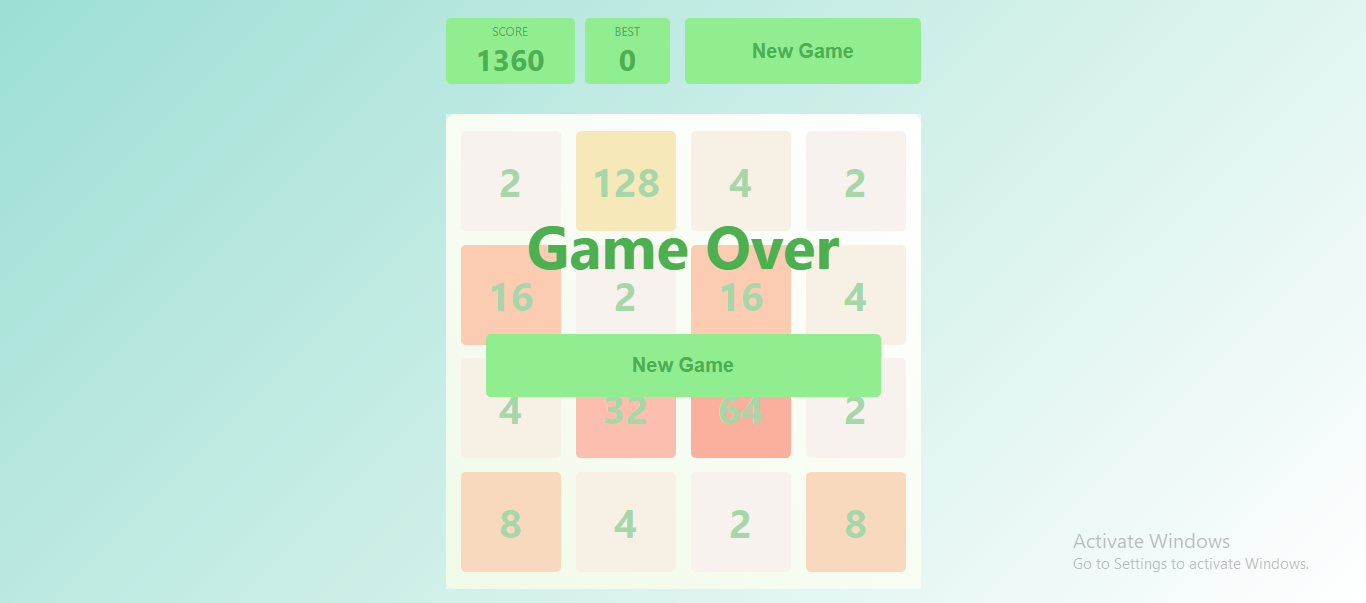 SCORE
1360
BEST
0
New Game
2 128 4 2
Game Over
16 2 16 4
New Game
4 32 64 2
8 4 2 8
Activate Windows
Go to Settings to activate Windows.